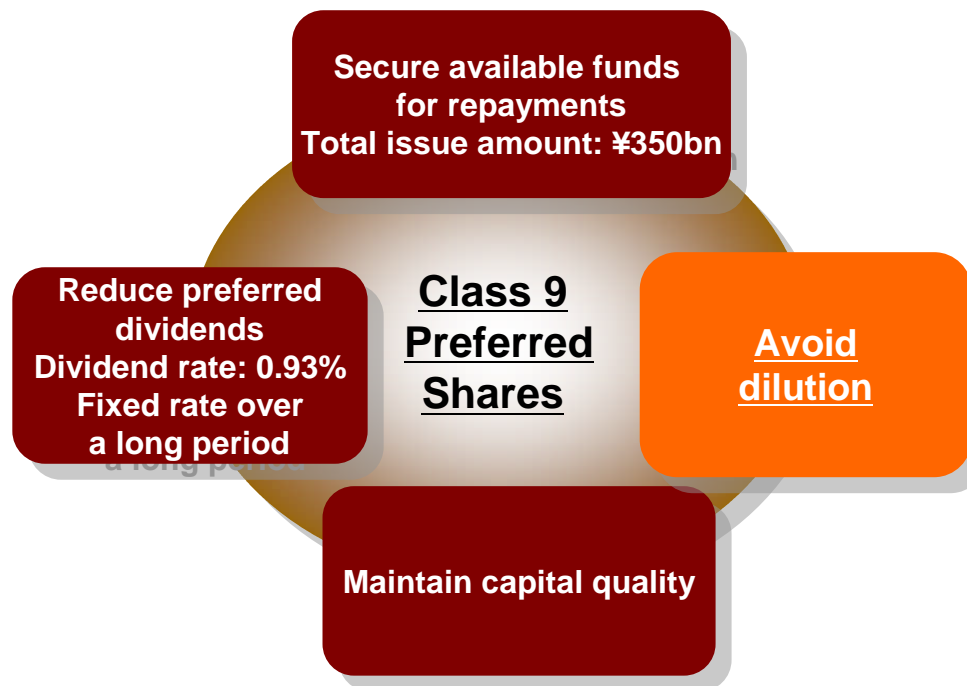 Secure available funds
for repayments
Total issue amount: ¥350bn
Reduce preferred
dividends
Dividend rate: 0.93%
Fixed rate over
a long period
Class 9
Preferred
Shares
Avoid
dilution
Maintain capital quality